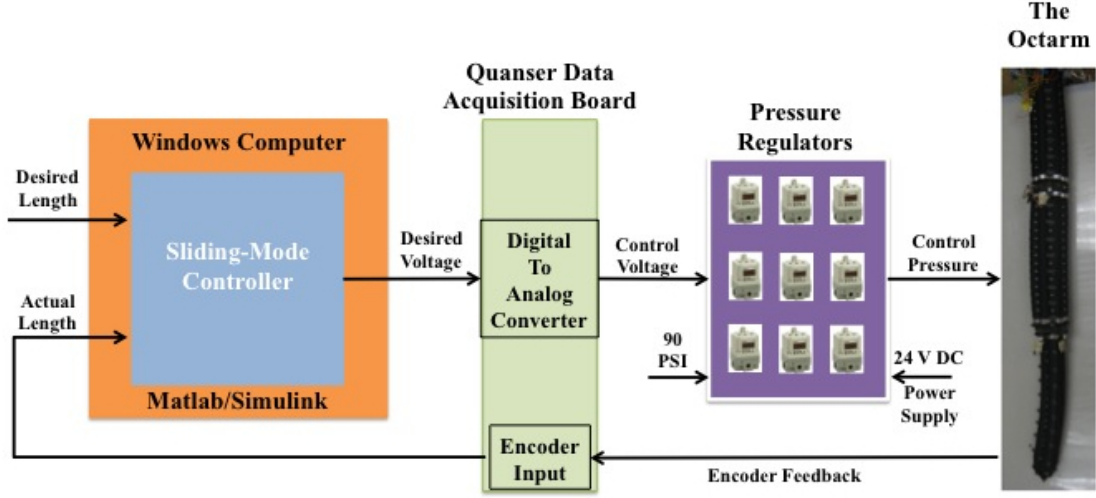 The
Octarm
Quanser Data
Acquisition Board
Pressure
Regulators
Windows Computer
Desired
Length
Sliding-Mode
Controller
Desired
Voltage
Digital
To
Analog
Converter
Control
Voltage
Control
Pressure
Actual
Length
90
PSI
24 V DC
Power
Supply
Matlab/Simulink
Encoder
Input
Encoder Feedback